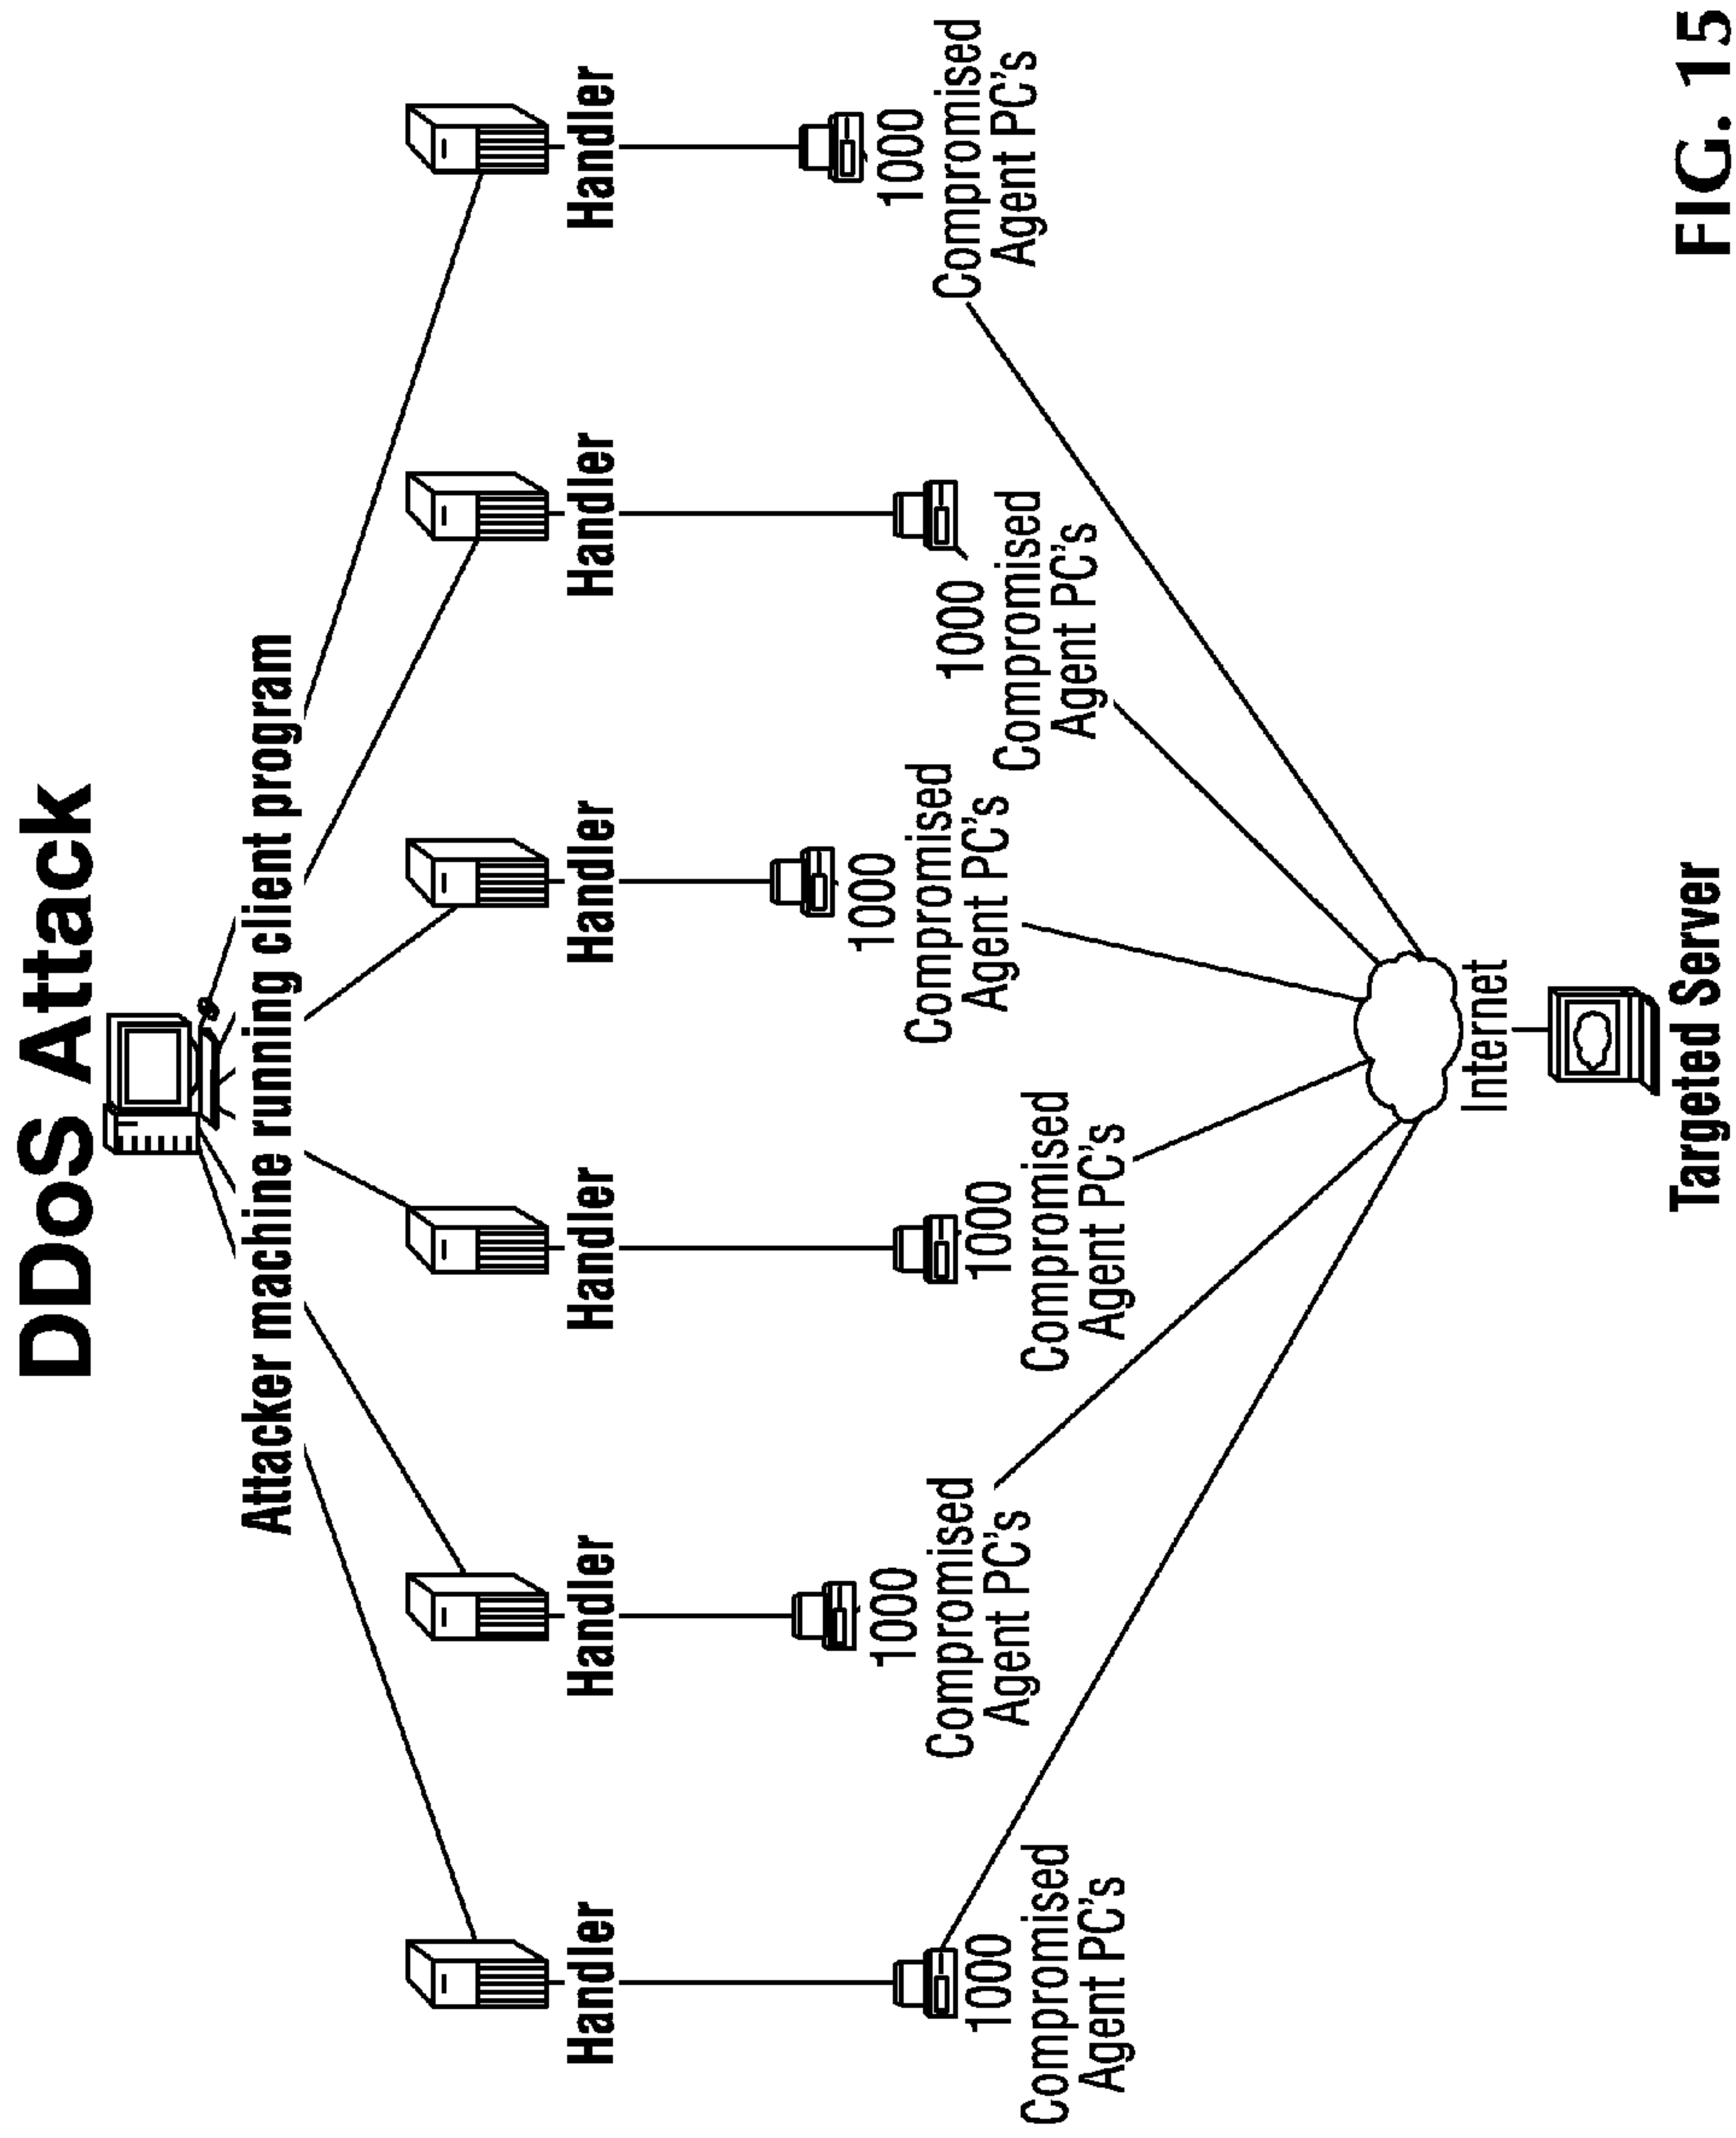 DDoS Attack
Attacker machine running client program
Handler
Handler
Handler
Handler
Handler
Handler
1000
Compromised
Agent PC's
1000
Compromised
Agent PC's
1000
Compromised
Agent PC's
1000
Compromised
Agent PC's
1000
Compromised
Agent PC's
1000
Compromised
Agent PC's
Internet
Targeted Server
FIG. 15